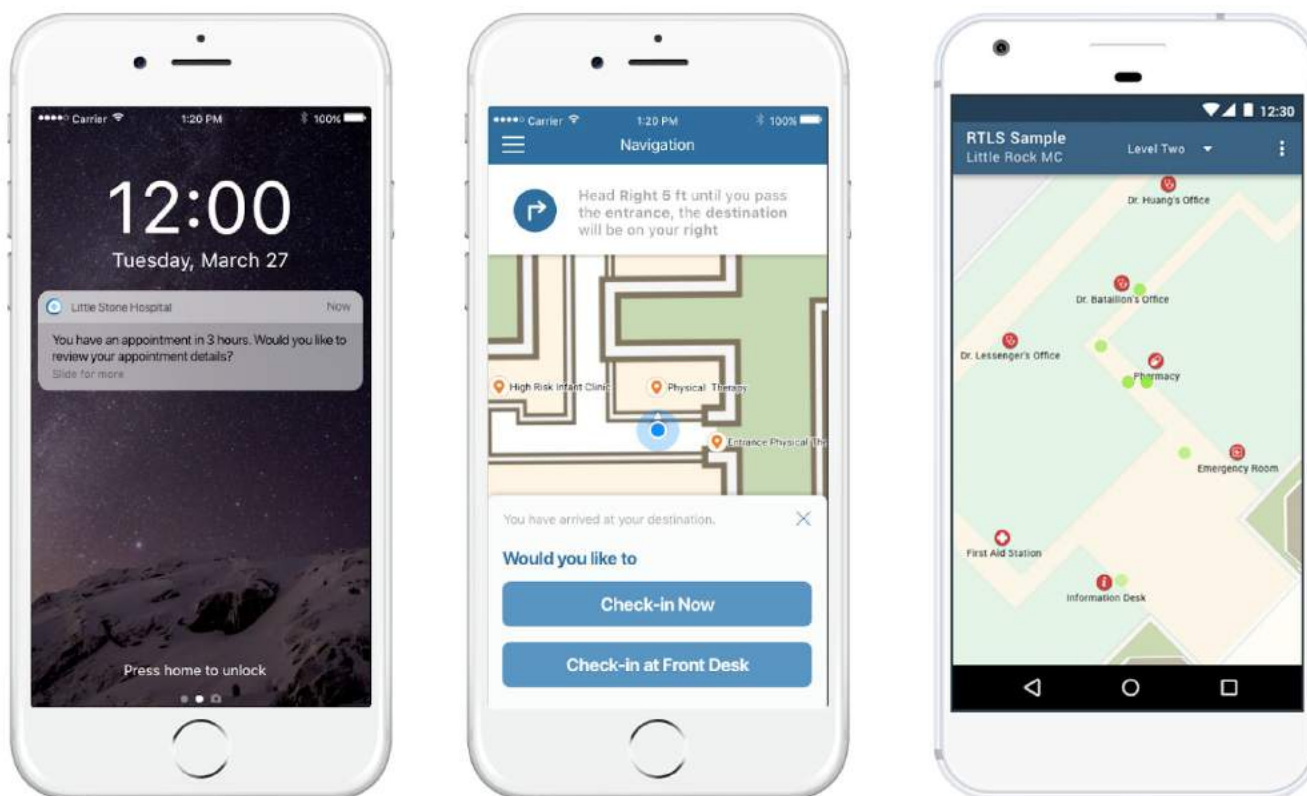 Carrier 1:20 PM 100%
12:00
Tuesday, March 27
Little Stone Hospital Now
You have an appointment in 3 hours. Would you like to
review your appointment details?
Slide for more
Press home to unlock
Carrier 1:20 PM 100%
Navigation
Head Right 5 ft until you pass
the entrance, the destination
will be on your right
High Risk Infant Clinic
Physical Therapy
Entrance Physical The
You have arrived at your destination.
Would you like to
Check-in Now
Check-in at Front Desk
12:30
RTLS Sample
Little Rock MC
Level Two
Dr. Huang's Office
Dr. Bataillon's Office
Dr. Lessenger's Office
Pharmacy
Emergency Room
First Aid Station
Information Desk